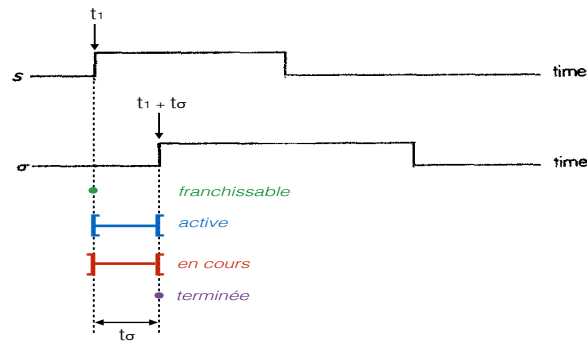 t1
s
time
t1 + tσ
σ
time
franchissable
active
en cours
terminée
tσ